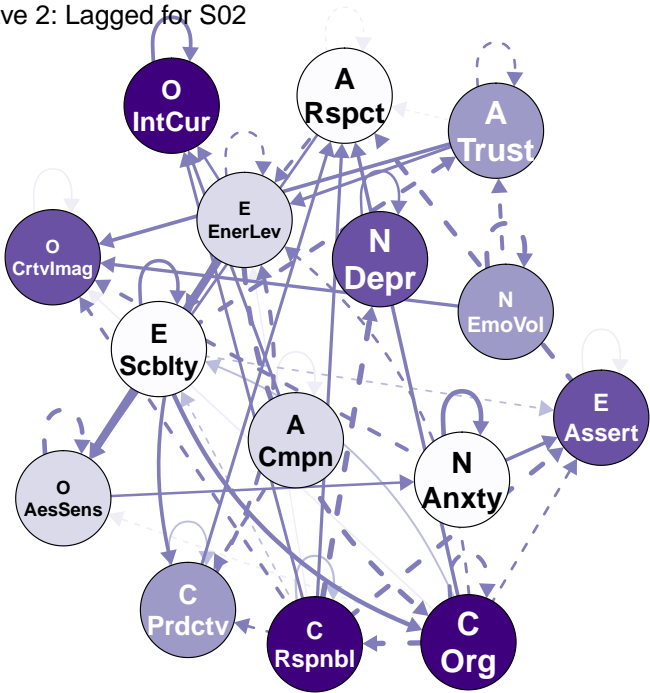 ve 2: Lagged for S02
O
IntCur
A
Rspct
A
Trust
E
EnerLev
O
CrtvImag
N
Depr
N
EmoVol
E
Scblty
E
Assert
A
Cmpn
N
Anxty
O
AesSens
C
Prdctv
C
Rspnbl
C
Org